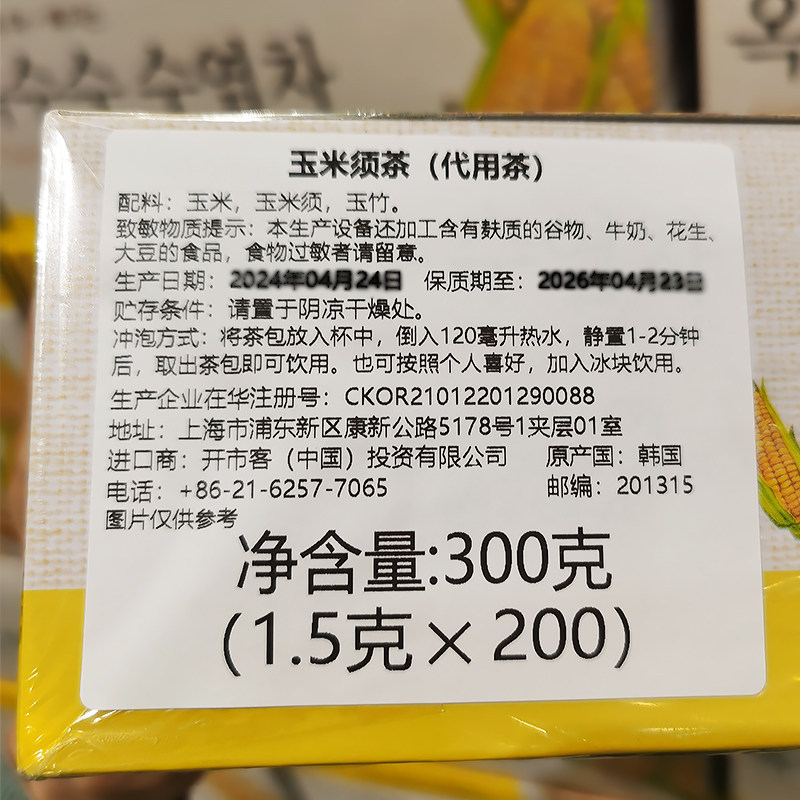 수수수염차
옥
玉米须茶（代用茶）
配料：玉米，玉米须，玉竹。
致敏物质提示：本生产设备还加工含有麸质的谷物、牛奶、花生、
大豆的食品，食物过敏者请留意。
生产日期：2024年04月24日 保质期至：2026年04月23日
贮存条件：请置于阴凉干燥处。
冲泡方式：将茶包放入杯中，倒入120毫升热水，静置1-2分钟
后，取出茶包即可饮用。也可按照个人喜好，加入冰块饮用。
生产企业在华注册号：CKOR21012201290088
地址：上海市浦东新区康新公路5178号1夹层01室
进口商：开市客（中国）投资有限公司 原产国：韩国
电话：+86-21-6257-7065 邮编：201315
图片仅供参考
净含量:300克
(1.5克×200)